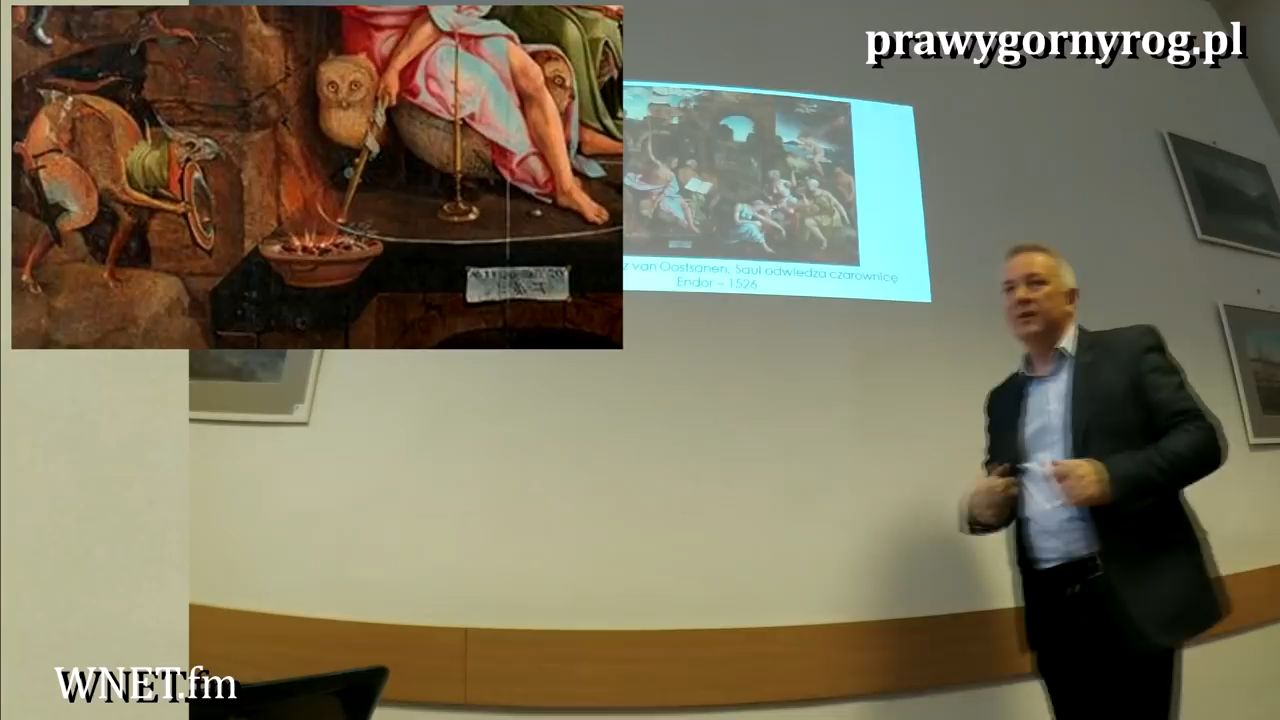 prawygornyrog.pl
z van Oostsanen, Saul odwiedza czarownicę
Endor – 1526
WNET.fm